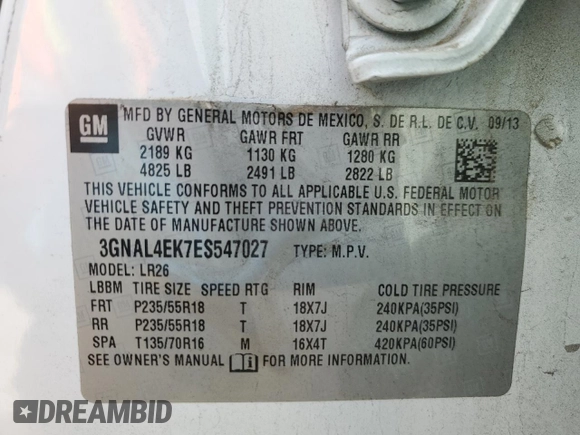 GM
MFD BY GENERAL MOTORS DE MEXICO, S. DE R.L. DE C.V. 09/13
GVWR GAWR FRT GAWR RR
2189 KG 1130 KG 1280 KG
4825 LB 2491 LB 2822 LB
THIS VEHICLE CONFORMS TO ALL APPLICABLE U.S. FEDERAL MOTOR
VEHICLE SAFETY AND THEFT PREVENTION STANDARDS IN EFFECT ON
THE DATE OF MANUFACTURE SHOWN ABOVE.
3GNAL4EK7ES547027 TYPE: M.P.V.
MODEL: LR26
LBBM TIRE SIZE SPEED RTG RIM COLD TIRE PRESSURE
FRT P235/55R18 T 18X7J 240KPA(35PSI)
RR P235/55R18 T 18X7J 240KPA(35PSI)
SPA T135/70R16 M 16X4T 420KPA(60PSI)
SEE OWNER'S MANUAL FOR MORE INFORMATION.
DREAMBID